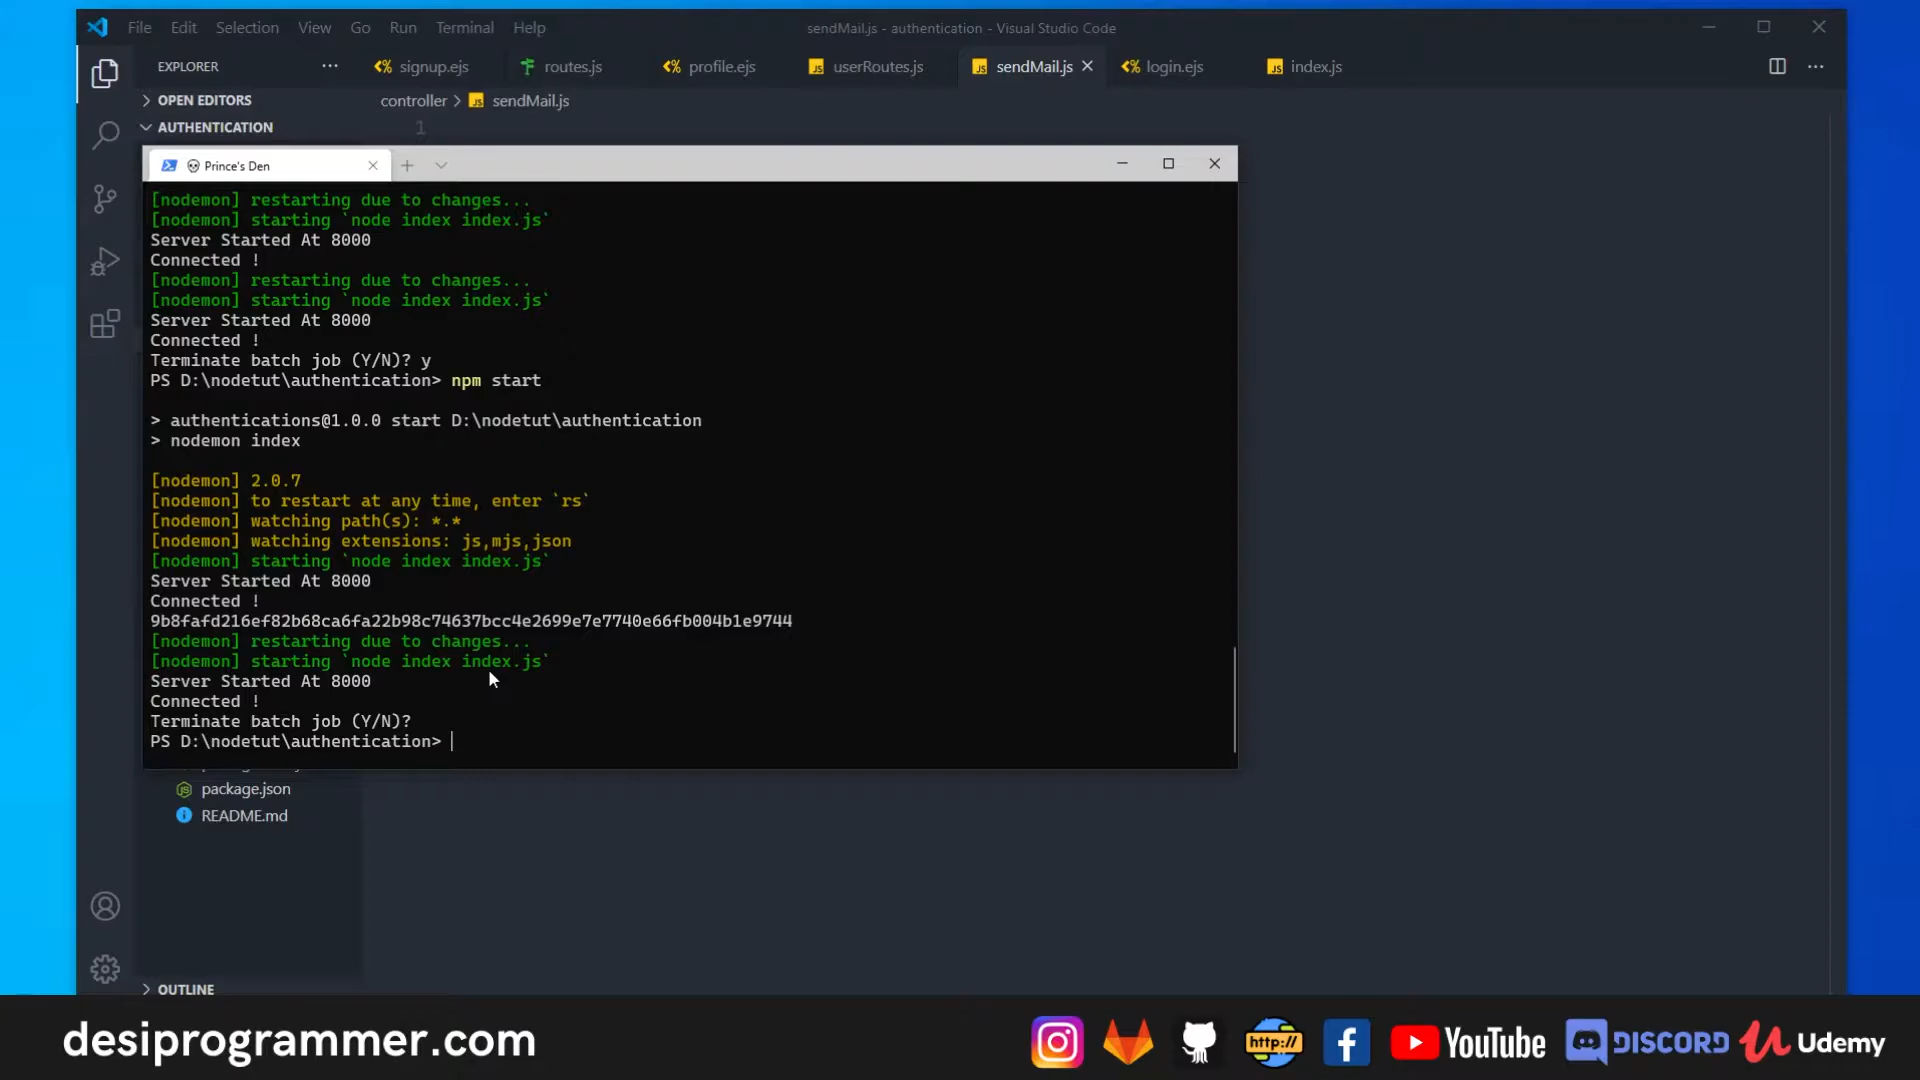 File Edit Selection View Go Run Terminal Help
sendMail.js - authentication - Visual Studio Code
EXPLORER
signup.ejs routes.js profile.ejs userRoutes.js sendMail.js login.ejs index.js
OPEN EDITORS
controller > sendMail.js
AUTHENTICATION
1
Prince's Den
[nodemon] restarting due to changes...
[nodemon] starting `node index index.js`
Server Started At 8000
Connected !
[nodemon] restarting due to changes...
[nodemon] starting `node index index.js`
Server Started At 8000
Connected !
Terminate batch job (Y/N)? y
PS D:\nodetut\authentication> npm start
> authentications@1.0.0 start D:\nodetut\authentication
> nodemon index
[nodemon] 2.0.7
[nodemon] to restart at any time, enter `rs`
[nodemon] watching path(s): *.*
[nodemon] watching extensions: js,mjs,json
[nodemon] starting `node index index.js`
Server Started At 8000
Connected !
9b8fafd216ef82b68ca6fa22b98c74637bcc4e2699e7e7740e66fb004b1e9744
[nodemon] restarting due to changes...
[nodemon] starting `node index index.js`
Server Started At 8000
Connected !
Terminate batch job (Y/N)?
PS D:\nodetut\authentication>
package.json
README.md
OUTLINE
desiprogrammer.com
http:// YouTube DISCORD Udemy